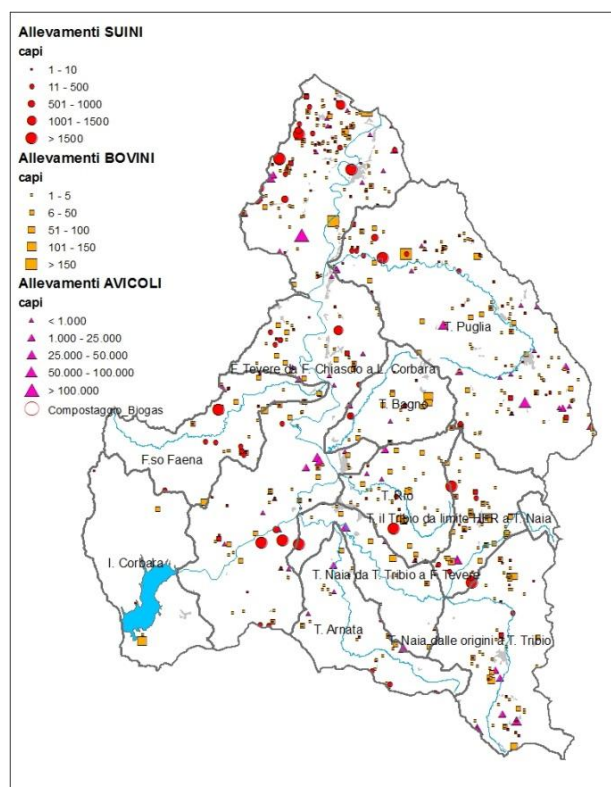 Allevamenti SUINI
capi
1 - 10
11 - 500
501 - 1000
1001 - 1500
> 1500
Allevamenti BOVINI
capi
1 - 5
6 - 50
51 - 100
101 - 150
> 150
Allevamenti AVICOLI
capi
< 1.000
1.000 - 25.000
25.000 - 50.000
50.000 - 100.000
> 100.000
Compostaggio_Biogas
T. Puglia
F. Tevere da F. Chiascio a L. Corbara
T. Bagno
F.so Faena
T. Rio
T. il Tribio da limite HER a T. Naia
I. Corbara
T. Naia da T. Tribio a F. Tevere
T. Arnata
T. Naia dalle origini a T. Tribio